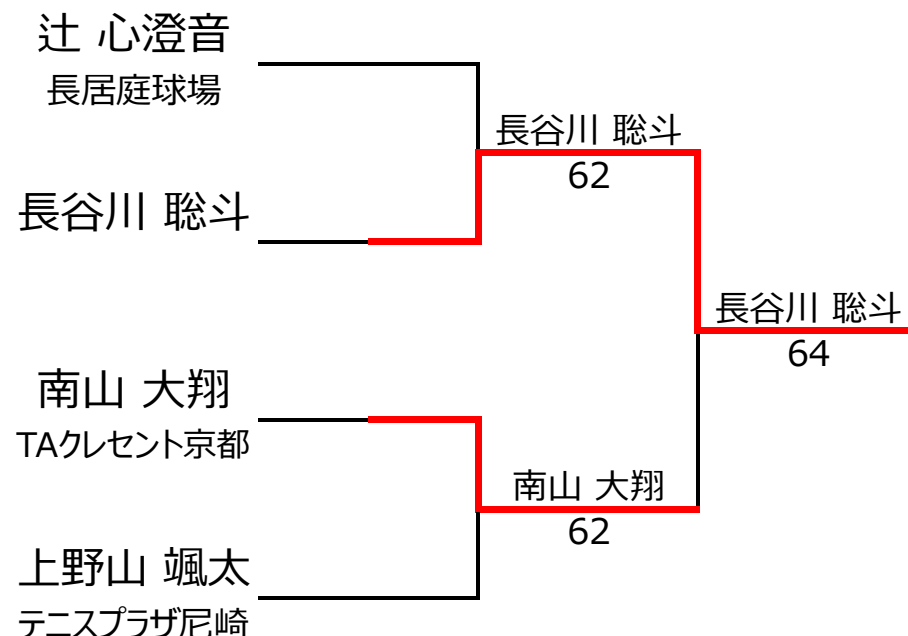 辻 心澄音
長居庭球場
長谷川 聡斗
62
長谷川 聡斗
長谷川 聡斗
64
南山 大翔
TAクレセント京都
南山 大翔
62
上野山 颯太
テニスプラザ尼崎